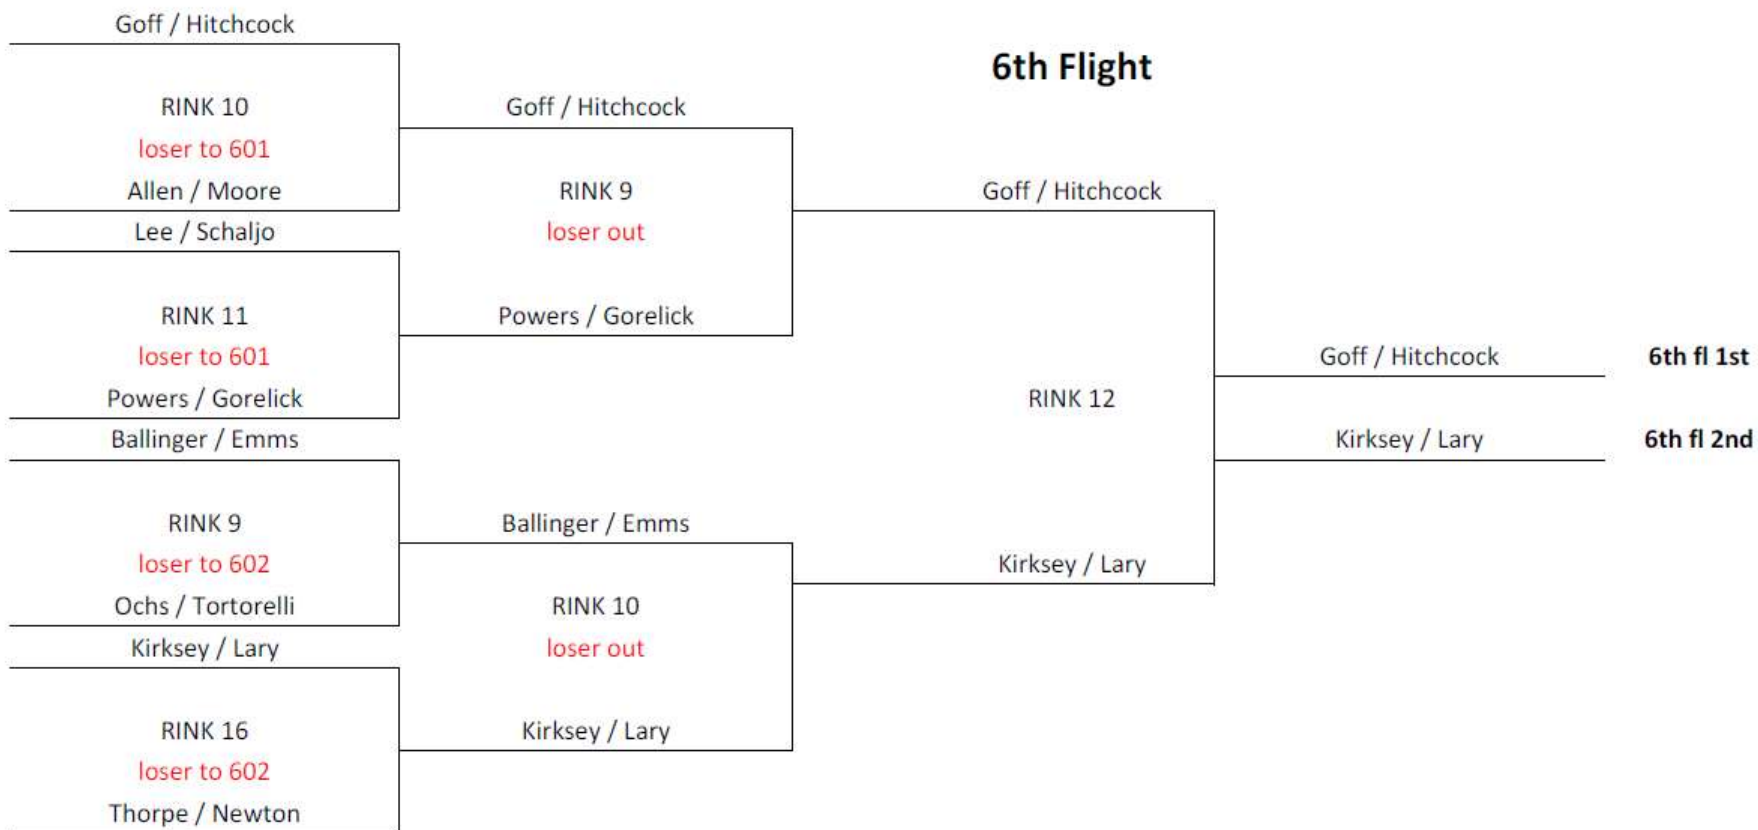 Goff / Hitchcock
6th Flight
RINK 10
Goff / Hitchcock
loser to 601
Allen / Moore
RINK 9
Goff / Hitchcock
Lee / Schaljo
loser out
RINK 11
Powers / Gorelick
loser to 601
Goff / Hitchcock
6th fl 1st
Powers / Gorelick
RINK 12
Ballinger / Emms
Kirksey / Lary
6th fl 2nd
RINK 9
Ballinger / Emms
loser to 602
Kirksey / Lary
Ochs / Tortorelli
RINK 10
Kirksey / Lary
loser out
RINK 16
Kirksey / Lary
loser to 602
Thorpe / Newton